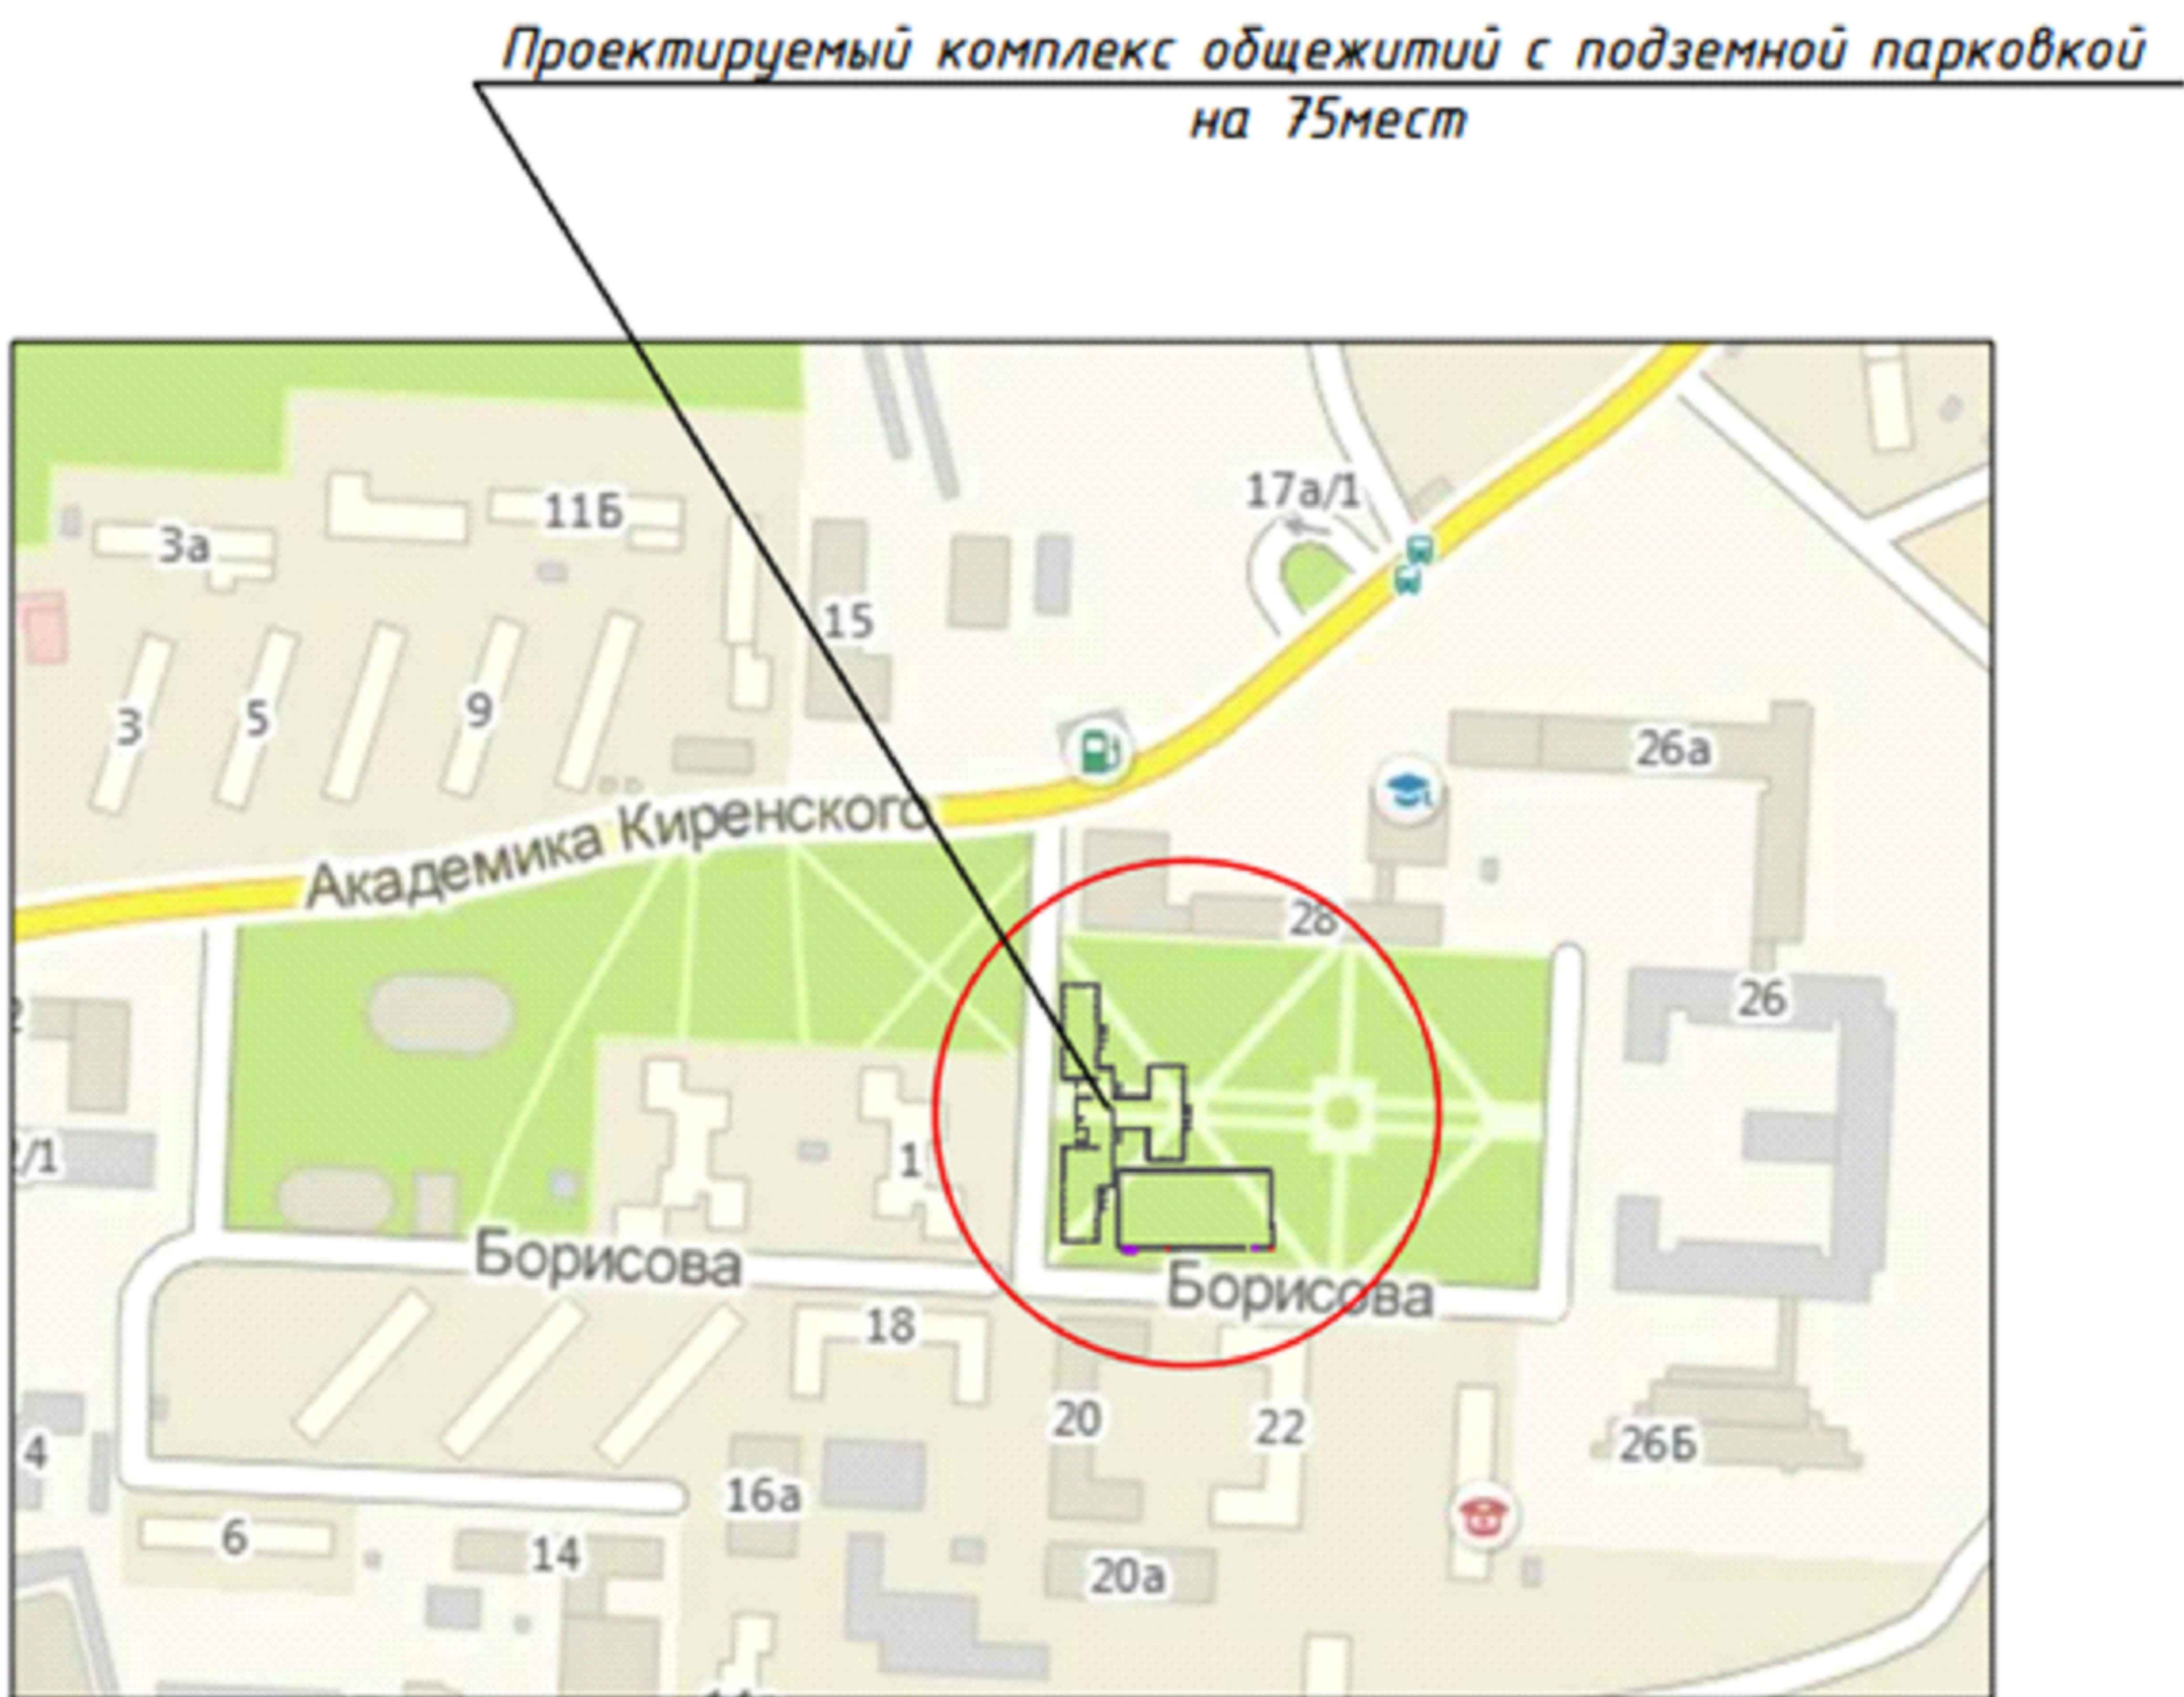 Проектируемый комплекс общежитий с подземной парковкой
на 75мест
17а/1
11Б
3а
15
3
5
9
26а
Академика Киренского
28
26
/1
1
Борисова
Борисова
18
20
22
4
26Б
16а
6
14
20а